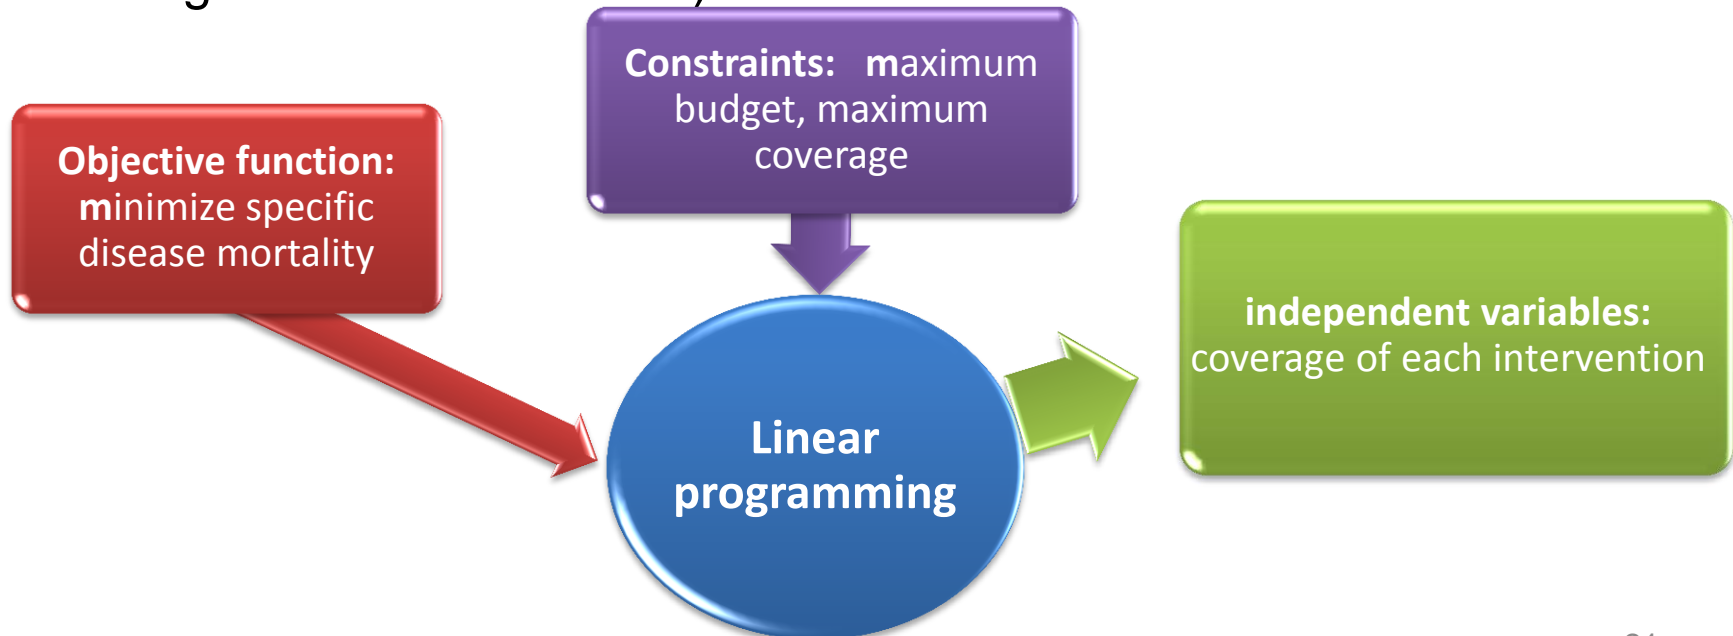 Objective function:
minimize specific
disease mortality
Constraints: maximum
budget, maximum
coverage
Linear
programming
independent variables:
coverage of each intervention